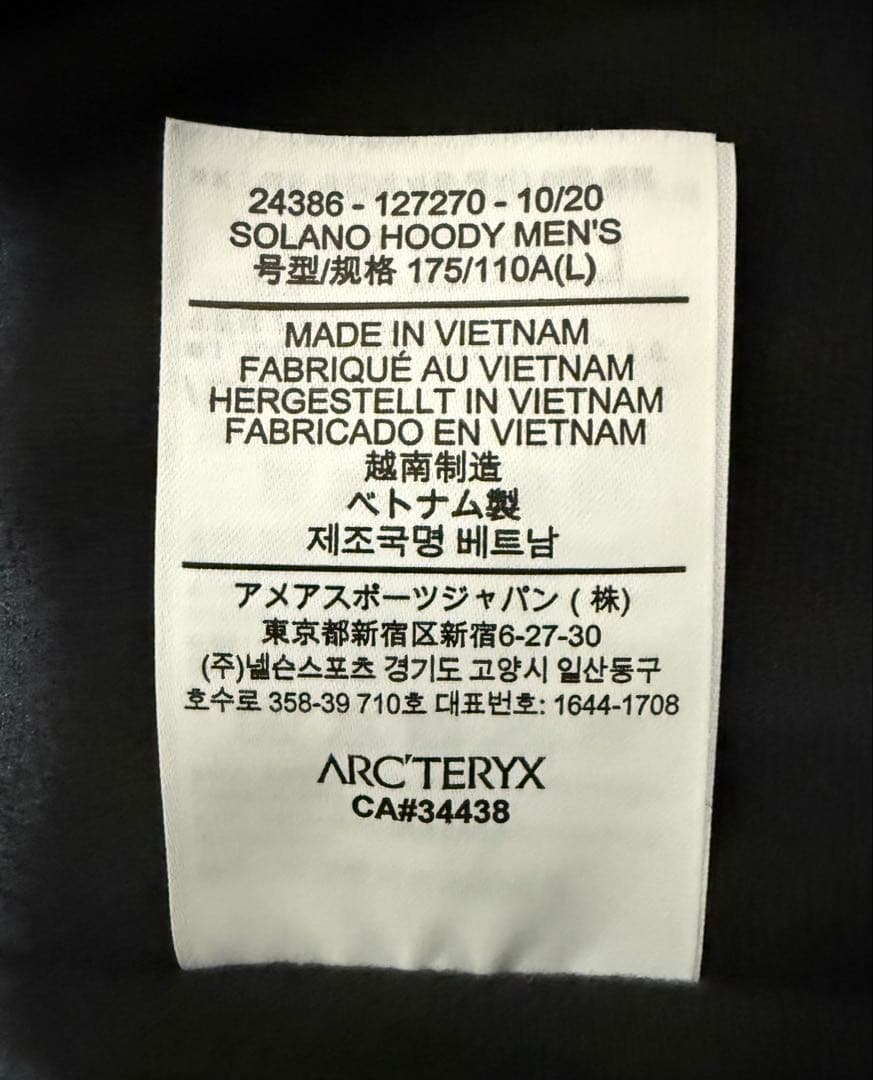 24386 - 127270 - 10/20
SOLANO HOODY MEN'S
号型/规格 175/110A(L)
MADE IN VIETNAM
FABRIQUÉ AU VIETNAM
HERGESTELLT IN VIETNAM
FABRICADO EN VIETNAM
越南制造
ベトナム製
제조국명 베트남
アメアスポーツジャパン ( 株)
東京都新宿区新宿6-27-30
(주)넬슨스포츠 경기도 고양시 일산동구
호수로 358-39 710호 대표번호: 1644-1708
ARC'TERYX
CA#34438